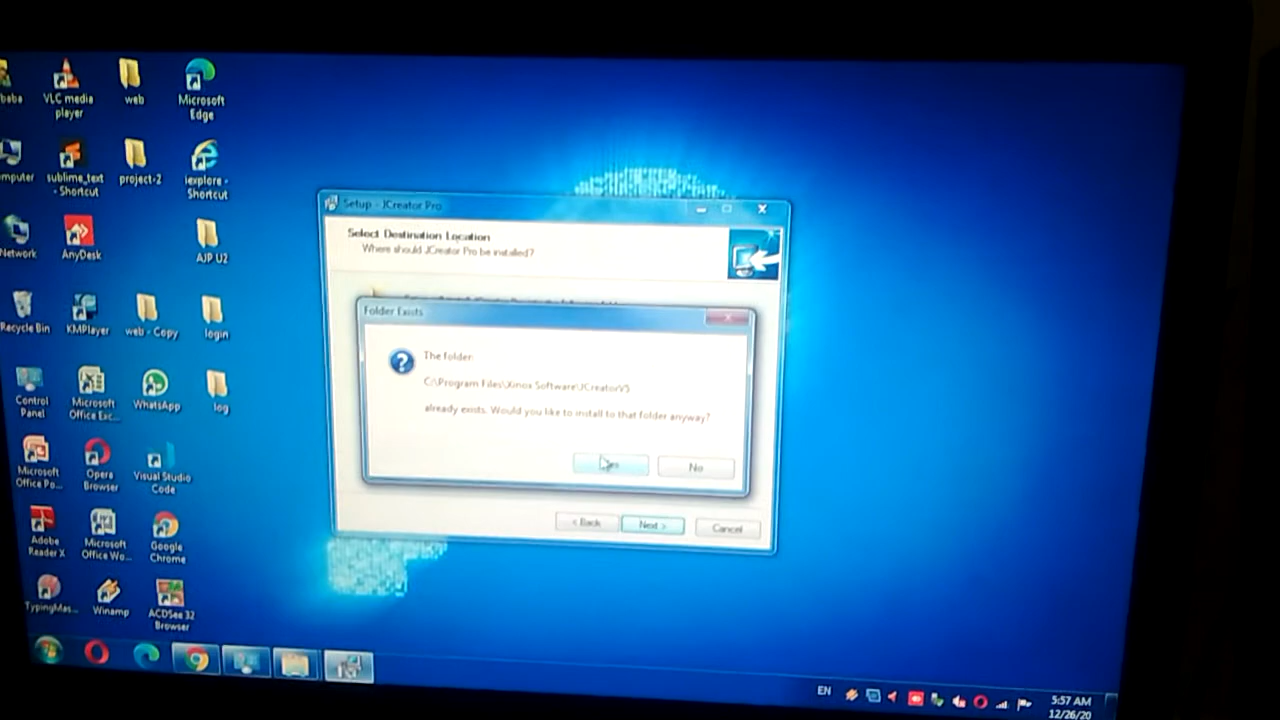 baba
VLC media
player
web
Microsoft
Edge
mputer
sublime_text
- Shortcut
project-2
iexplore -
Shortcut
Network
AnyDesk
AJP U2
Recycle Bin
KMPlayer
web - Copy
login
Control
Panel
Microsoft
Office Exc...
WhatsApp
log
Microsoft
Office Po...
Opera
Browser
Visual Studio
Code
Adobe
Reader X
Microsoft
Office Wo...
Google
Chrome
TypingMas...
Winamp
ACDSee 32
Browser
Setup - JCreator Pro
Select Destination Location
Where should JCreator Pro be installed?
Folder Exists
The folder:
C:\Program Files\Xinox Software\JCreatorV5
already exists. Would you like to install to that folder anyway?
No
< Back
Next >
Cancel
EN
5:57 AM
12/26/20